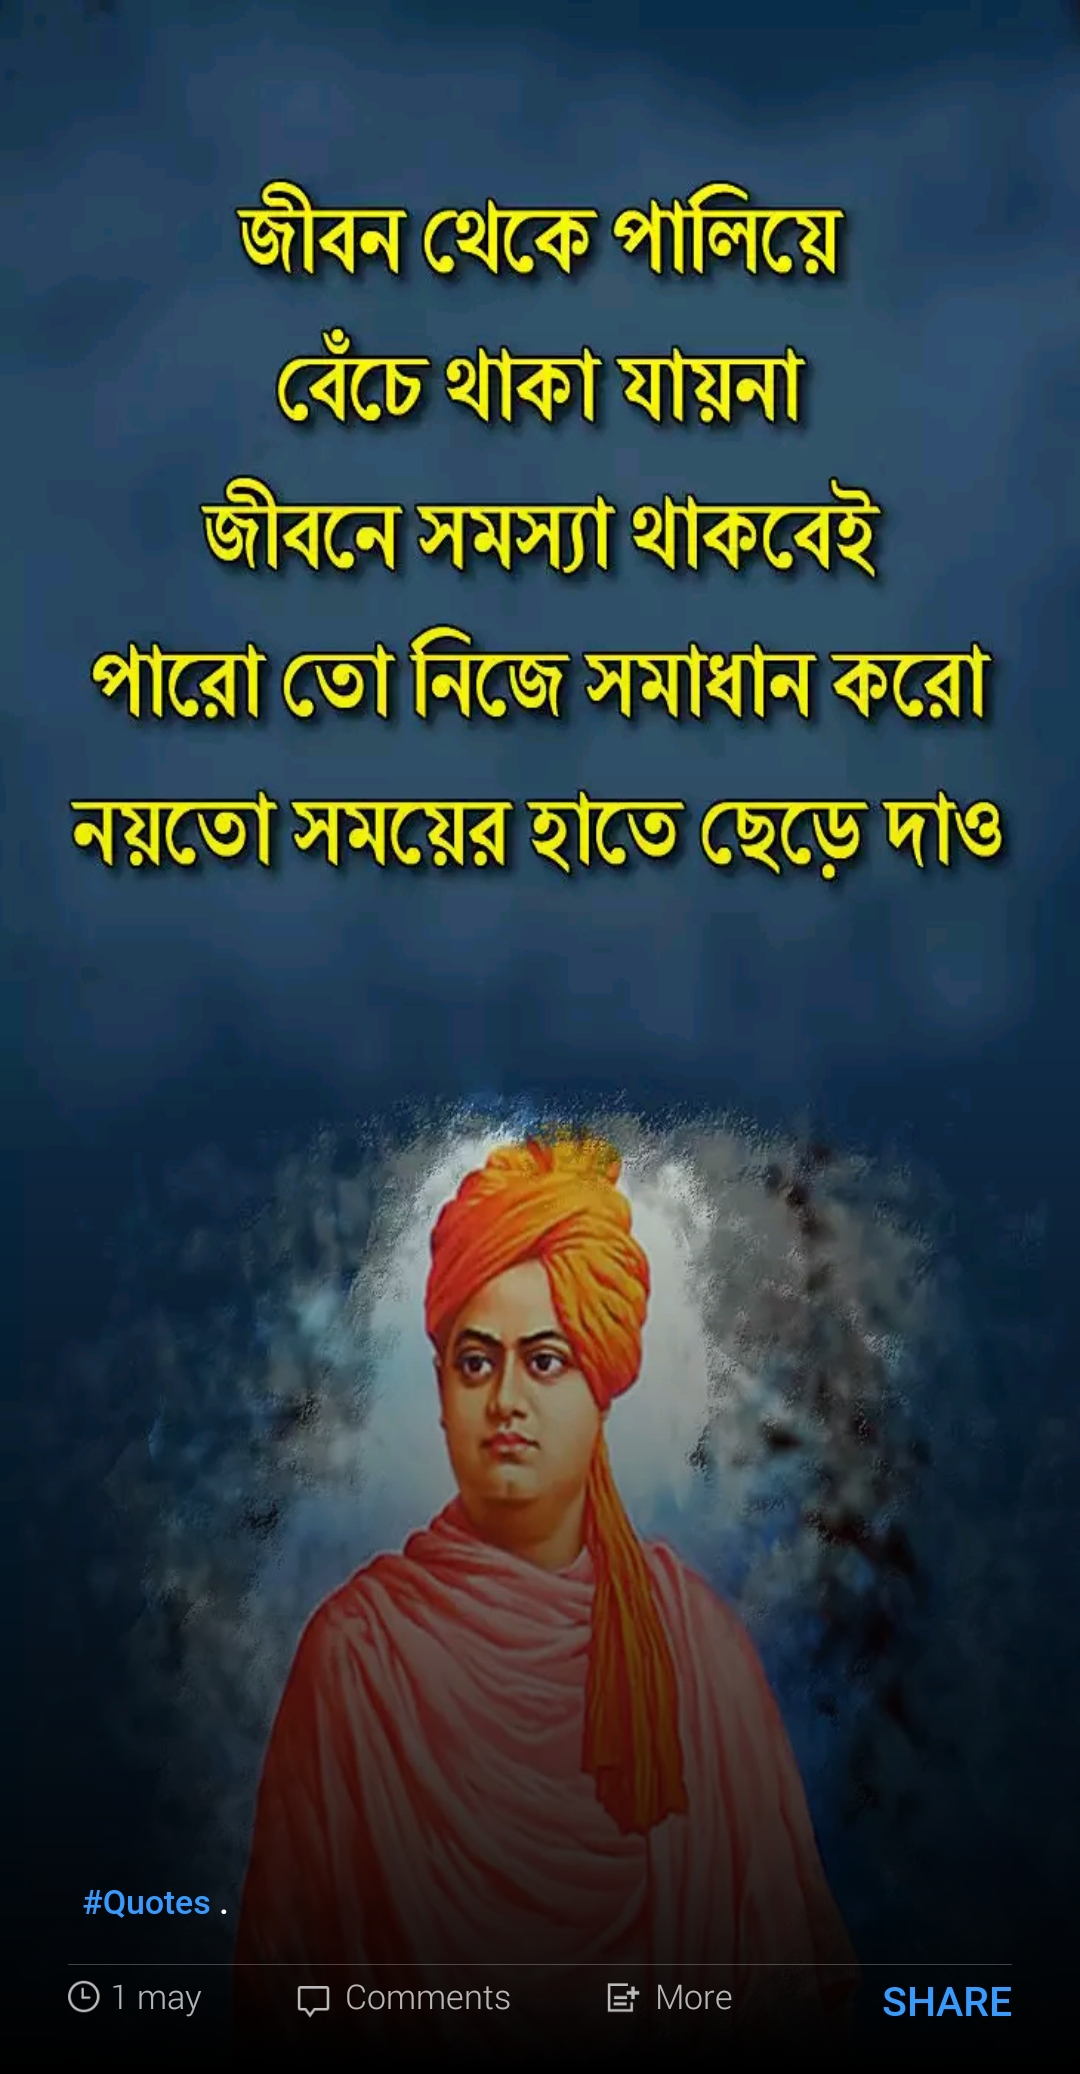 জীবন থেকে পালিয়ে
বেঁচে থাকা যায়না
জীবনে সমস্যা থাকবেই
পারো তো নিজে সমাধান করো
নয়তো সময়ের হাতে ছেড়ে দাও
#Quotes .
1 may Comments More SHARE